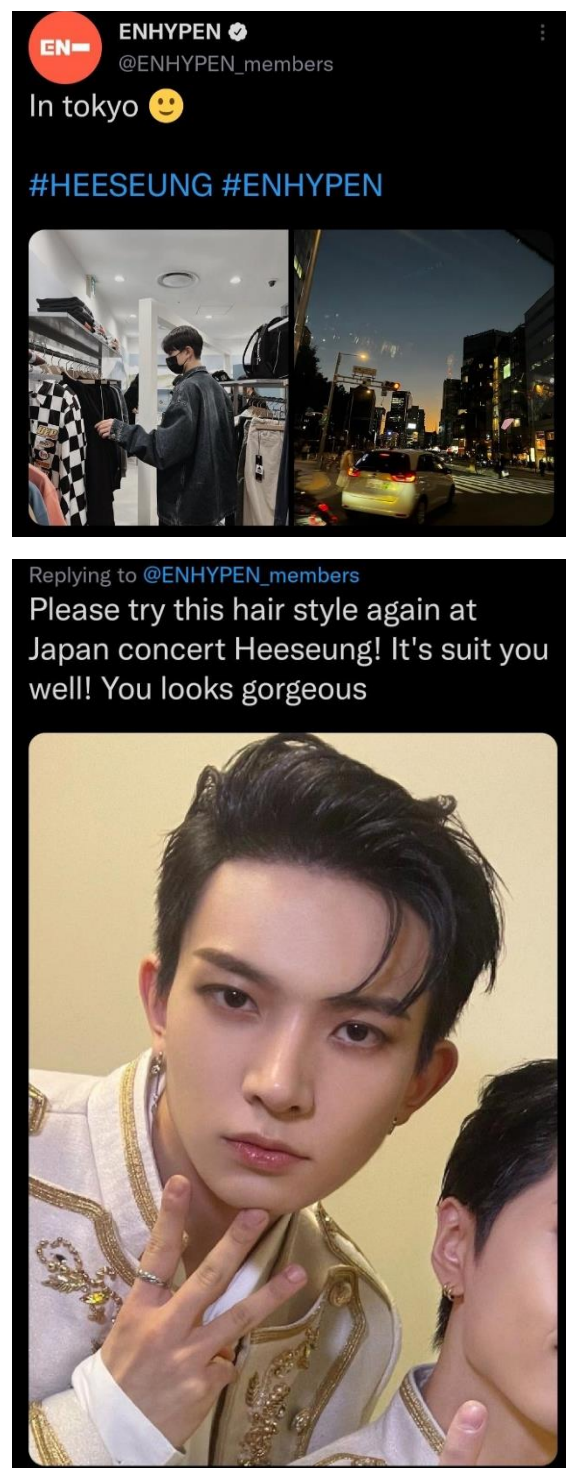 EN-
ENHYPEN
@ENHYPEN_members
In tokyo 🙂
#HEESEUNG #ENHYPEN
Replying to @ENHYPEN_members
Please try this hair style again at
Japan concert Heeseung! It's suit you
well! You looks gorgeous